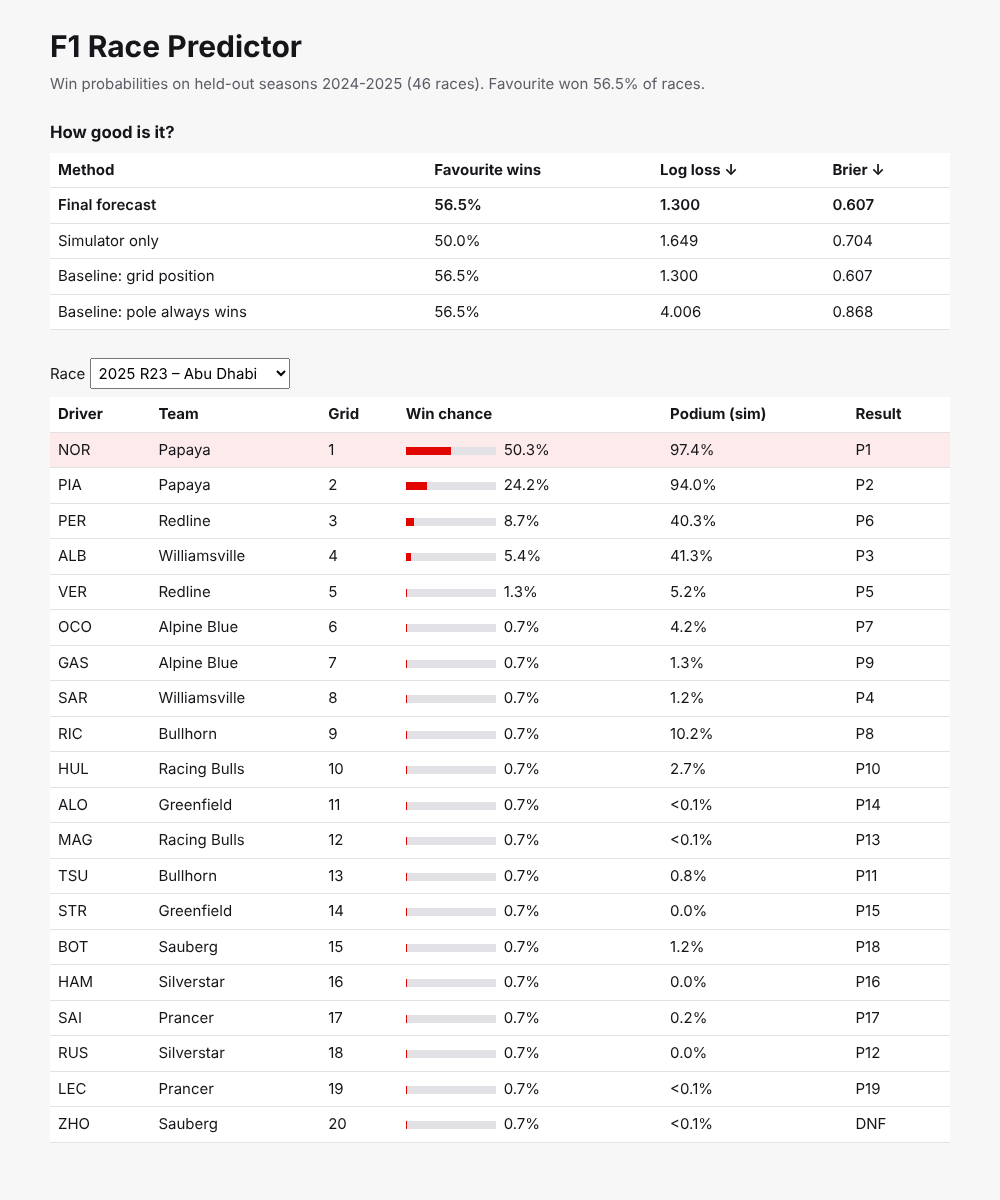 F1 Race Predictor
Win probabilities on held-out seasons 2024-2025 (46 races). Favourite won 56.5% of races.
How good is it?
Method Favourite wins Log loss ↓ Brier ↓
Final forecast 56.5% 1.300 0.607
Simulator only 50.0% 1.649 0.704
Baseline: grid position 56.5% 1.300 0.607
Baseline: pole always wins 56.5% 4.006 0.868
Race 2025 R23 – Abu Dhabi
Driver Team Grid Win chance Podium (sim) Result
NOR Papaya 1 50.3% 97.4% P1
PIA Papaya 2 24.2% 94.0% P2
PER Redline 3 8.7% 40.3% P6
ALB Williamsville 4 5.4% 41.3% P3
VER Redline 5 1.3% 5.2% P5
OCO Alpine Blue 6 0.7% 4.2% P7
GAS Alpine Blue 7 0.7% 1.3% P9
SAR Williamsville 8 0.7% 1.2% P4
RIC Bullhorn 9 0.7% 10.2% P8
HUL Racing Bulls 10 0.7% 2.7% P10
ALO Greenfield 11 0.7% <0.1% P14
MAG Racing Bulls 12 0.7% <0.1% P13
TSU Bullhorn 13 0.7% 0.8% P11
STR Greenfield 14 0.7% 0.0% P15
BOT Sauberg 15 0.7% 1.2% P18
HAM Silverstar 16 0.7% 0.0% P16
SAI Prancer 17 0.7% 0.2% P17
RUS Silverstar 18 0.7% 0.0% P12
LEC Prancer 19 0.7% <0.1% P19
ZHO Sauberg 20 0.7% <0.1% DNF